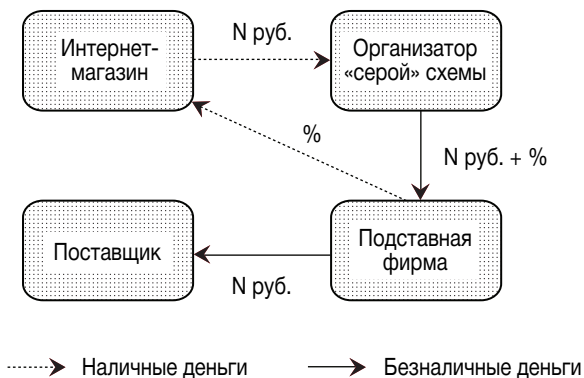 Интернет-
магазин
N руб.
Организатор
«серой» схемы
%
N руб. + %
Поставщик
N руб.
Подставная
фирма
Наличные деньги
Безналичные деньги